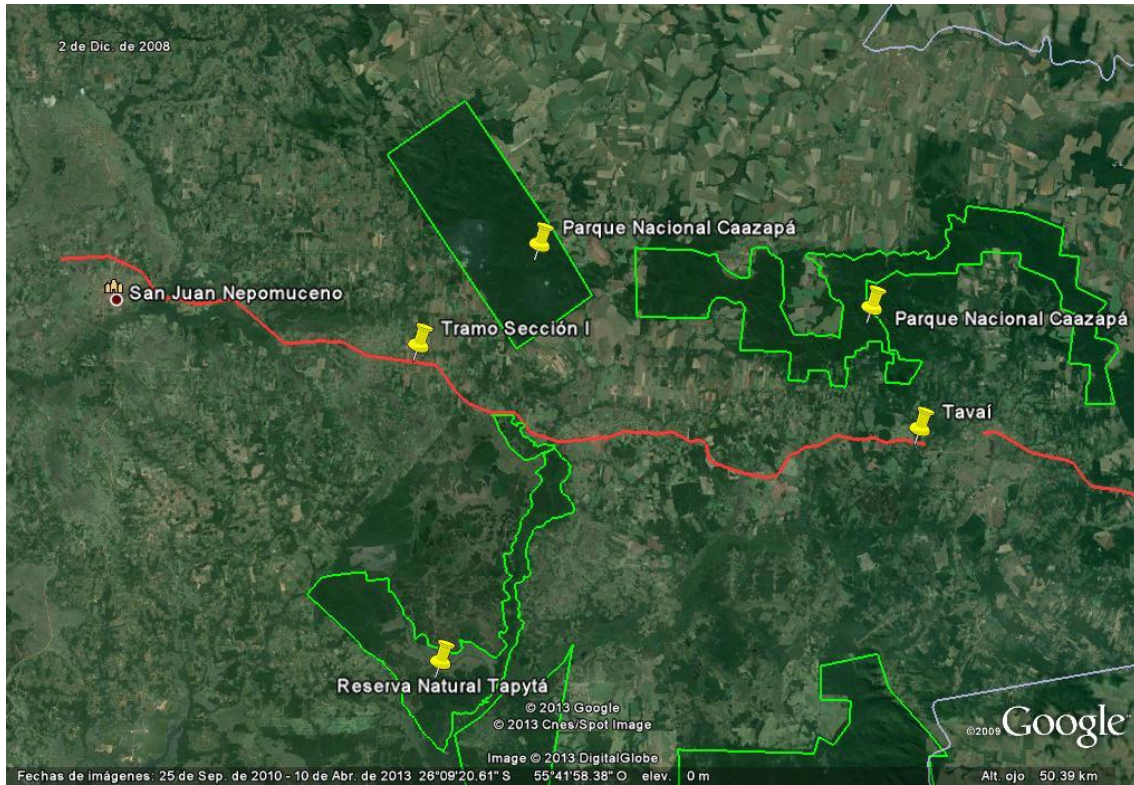 2 de Dic. de 2008
Parque Nacional Caazapá
San Juan Nepomuceno
Parque Nacional Caazapá
Tramo Sección I
Tavaí
Reserva Natural Tapytá
© 2013 Google
© 2013 Cnes/Spot Image
©2009 Google
Image © 2013 DigitalGlobe
Fechas de imágenes: 25 de Sep. de 2010 - 10 de Abr. de 2013 26°09'20.61" S 55°41'58.38" O elev. 0 m Alt. ojo 50.39 km